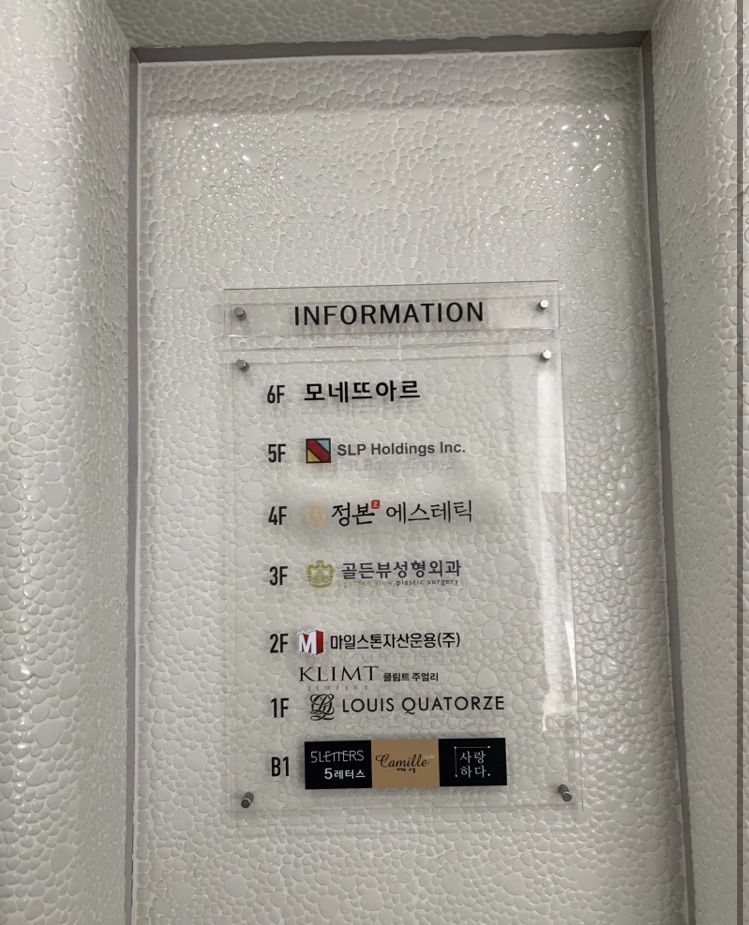 INFORMATION
6F 모네뜨아르
5F SLP Holdings Inc.
4F 정본 에스테틱
3F 골든뷰성형외과
golden view plastic surgery
2F M 마일스톤자산운용(주)
KLIMT 클림트 주얼리
JEWELRY
1F LOUIS QUATORZE
B1 5LETTERS Camille 사랑
5레터스 하다.